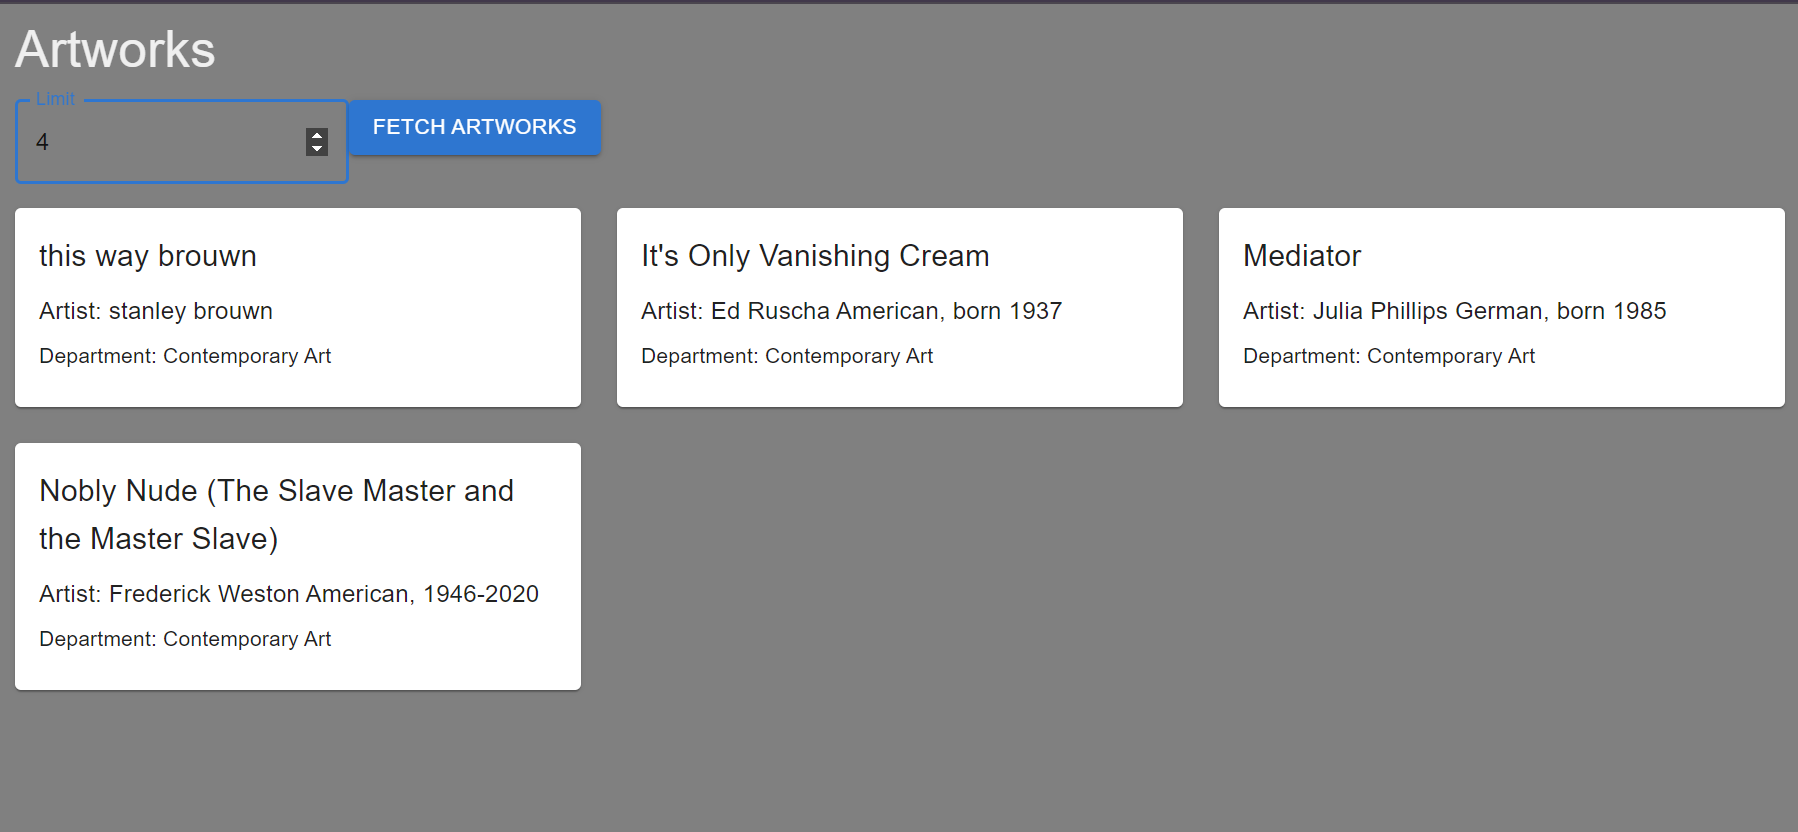 Artworks
Limit
4
FETCH ARTWORKS
this way brouwn
Artist: stanley brouwn
Department: Contemporary Art
It's Only Vanishing Cream
Artist: Ed Ruscha American, born 1937
Department: Contemporary Art
Mediator
Artist: Julia Phillips German, born 1985
Department: Contemporary Art
Nobly Nude (The Slave Master and
the Master Slave)
Artist: Frederick Weston American, 1946-2020
Department: Contemporary Art